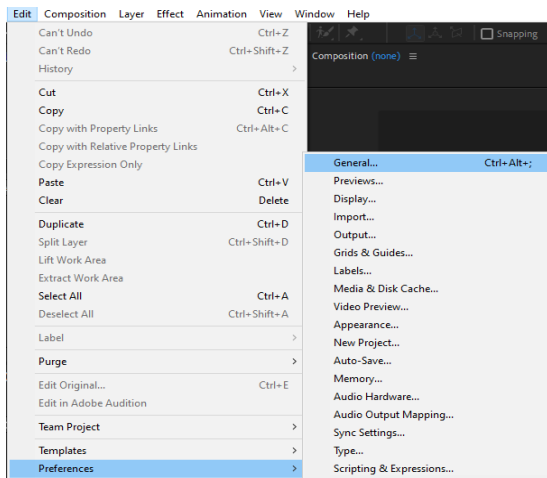 Edit Composition Layer Effect Animation View Window Help
Can't Undo Ctrl+Z
Can't Redo Ctrl+Shift+Z
History
Cut Ctrl+X
Copy Ctrl+C
Copy with Property Links Ctrl+Alt+C
Copy with Relative Property Links
Copy Expression Only
Paste Ctrl+V
Clear Delete
Duplicate Ctrl+D
Split Layer Ctrl+Shift+D
Lift Work Area
Extract Work Area
Select All Ctrl+A
Deselect All Ctrl+Shift+A
Label
Purge
Edit Original... Ctrl+E
Edit in Adobe Audition
Team Project
Templates
Preferences
Snapping
Composition (none)
General... Ctrl+Alt+;
Previews...
Display...
Import...
Output...
Grids & Guides...
Labels...
Media & Disk Cache...
Video Preview...
Appearance...
New Project...
Auto-Save...
Memory...
Audio Hardware...
Audio Output Mapping...
Sync Settings...
Type...
Scripting & Expressions...